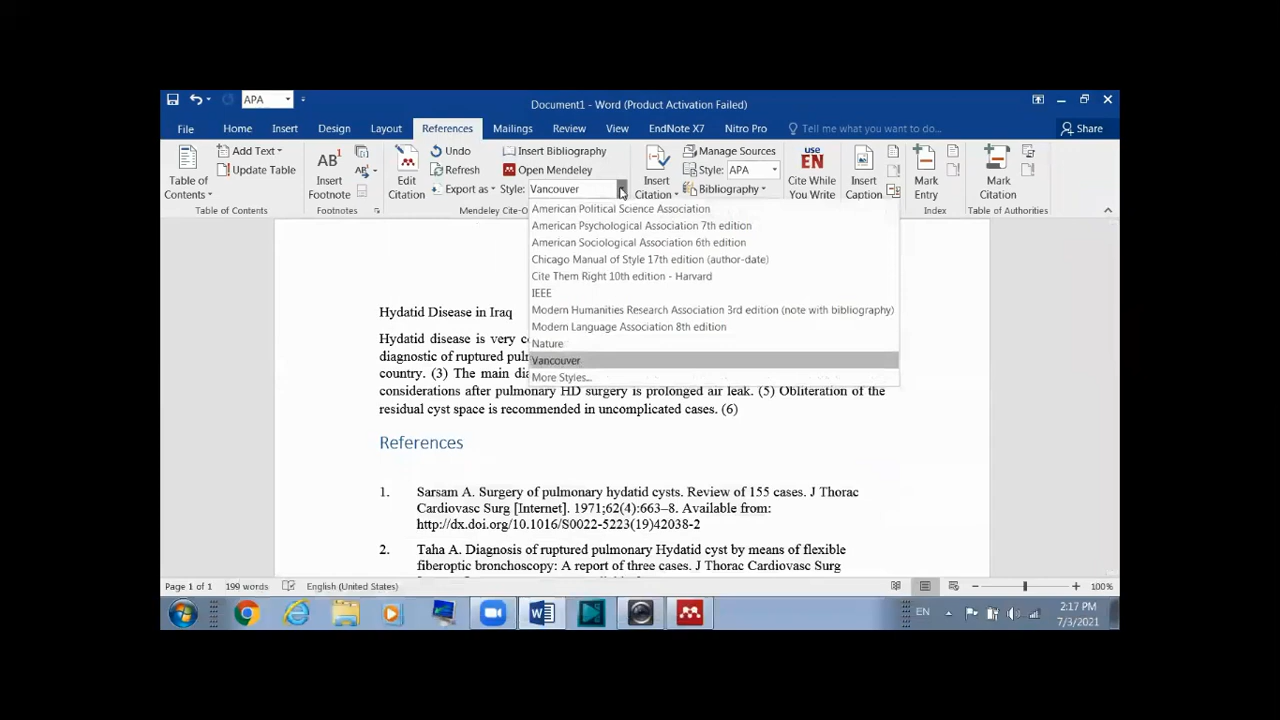 APA
Document1 - Word (Product Activation Failed)
File Home Insert Design Layout References Mailings Review View EndNote X7 Nitro Pro Tell me what you want to do... Share
Table of Contents
Add Text
Update Table
Table of Contents
AB¹
Insert Footnote
AB
Footnotes
Edit Citation
Undo
Refresh
Export as
Insert Bibliography
Open Mendeley
Style: Vancouver
Mendeley Cite-O
Insert Citation
Manage Sources
Style: APA
Bibliography
use
EN
Cite While You Write
Insert Caption
Mark Entry
Index
Mark Citation
Table of Authorities
American Political Science Association
American Psychological Association 7th edition
American Sociological Association 6th edition
Chicago Manual of Style 17th edition (author-date)
Cite Them Right 10th edition - Harvard
IEEE
Modern Humanities Research Association 3rd edition (note with bibliography)
Modern Language Association 8th edition
Nature
Vancouver
More Styles...
Hydatid Disease in Iraq
Hydatid disease is very c
diagnostic of ruptured pul
country. (3) The main dia
considerations after pulmonary HD surgery is prolonged air leak. (5) Obliteration of the
residual cyst space is recommended in uncomplicated cases. (6)
References
1. Sarsam A. Surgery of pulmonary hydatid cysts. Review of 155 cases. J Thorac
Cardiovasc Surg [Internet]. 1971;62(4):663–8. Available from:
http://dx.doi.org/10.1016/S0022-5223(19)42038-2
2. Taha A. Diagnosis of ruptured pulmonary Hydatid cyst by means of flexible
fiberoptic bronchoscopy: A report of three cases. J Thorac Cardiovasc Surg
Page 1 of 1 199 words English (United States) 100%
EN 2:17 PM
7/3/2021